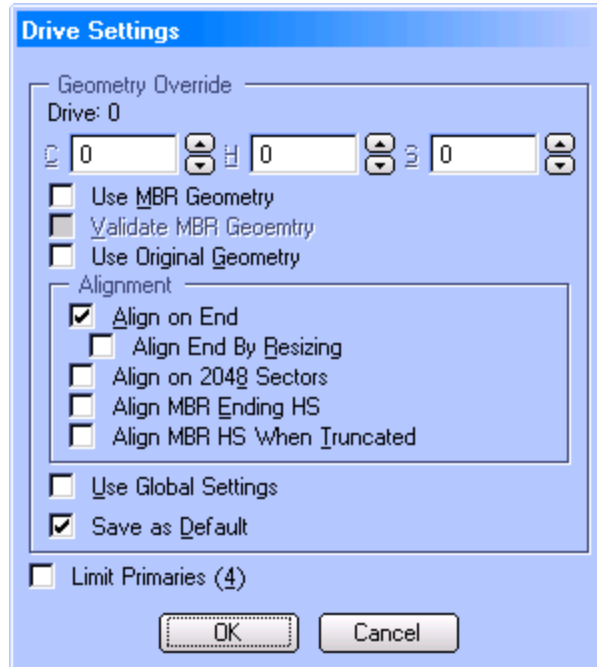 Drive Settings
Geometry Override
Drive: 0
C 0 H 0 S 0
Use MBR Geometry
Validate MBR Geoemtry
Use Original Geometry
Alignment
Align on End
Align End By Resizing
Align on 2048 Sectors
Align MBR Ending HS
Align MBR HS When Truncated
Use Global Settings
Save as Default
Limit Primaries (4)
OK Cancel